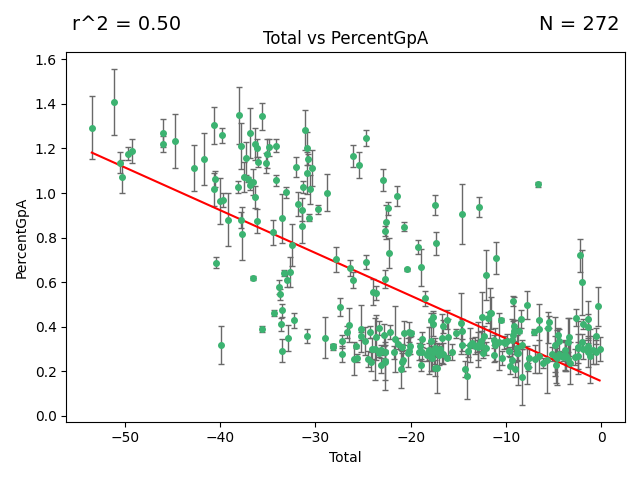 r^2 = 0.50 N = 272
Total vs PercentGpA
1.6
1.4
1.2
1.0
0.8
0.6
0.4
0.2
0.0
PercentGpA
−50 −40 −30 −20 −10 0
Total